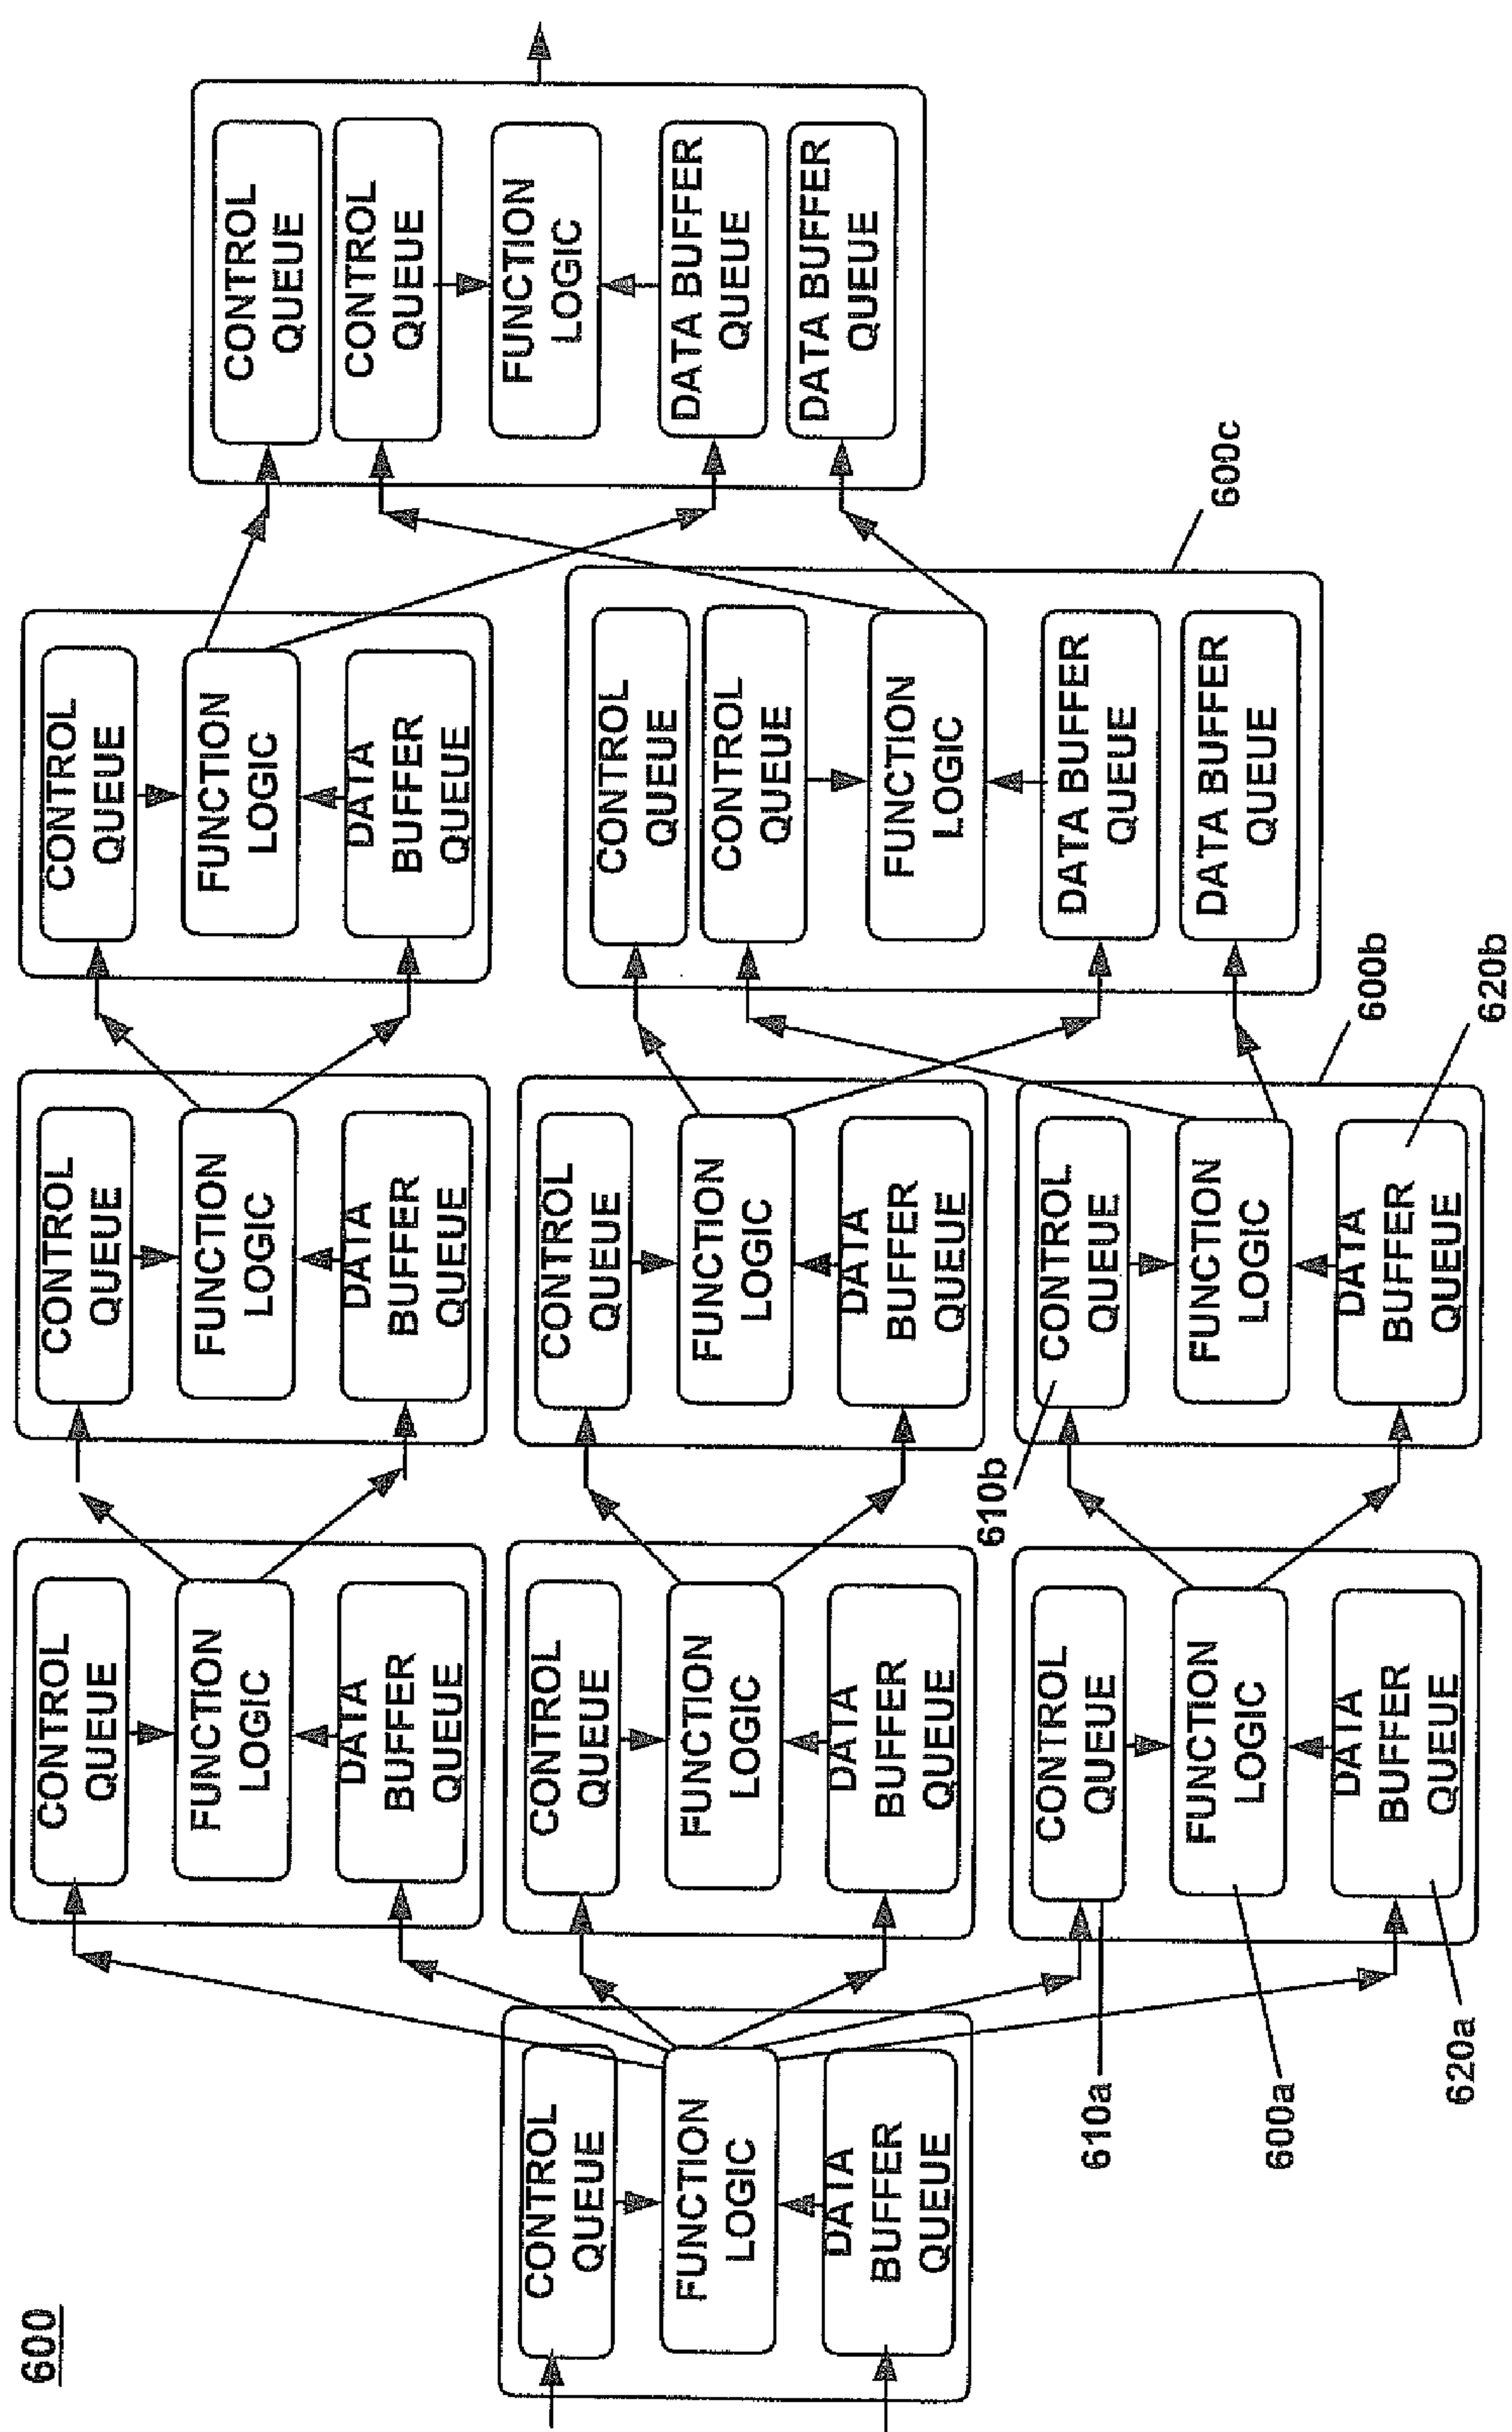 600
CONTROL
QUEUE
FUNCTION
LOGIC
DATA
BUFFER
QUEUE
CONTROL
QUEUE
FUNCTION
LOGIC
DATA
BUFFER
QUEUE
CONTROL
QUEUE
FUNCTION
LOGIC
DATA
BUFFER
QUEUE
610a
CONTROL
QUEUE
600a
FUNCTION
LOGIC
620a
DATA
BUFFER
QUEUE
CONTROL
QUEUE
FUNCTION
LOGIC
DATA
BUFFER
QUEUE
CONTROL
QUEUE
FUNCTION
LOGIC
DATA
BUFFER
QUEUE
610b
CONTROL
QUEUE
FUNCTION
LOGIC
DATA
BUFFER
QUEUE
600b
620b
CONTROL
QUEUE
FUNCTION
LOGIC
DATA
BUFFER
QUEUE
CONTROL
QUEUE
CONTROL
QUEUE
FUNCTION
LOGIC
DATA BUFFER
QUEUE
DATA BUFFER
QUEUE
600c
CONTROL
QUEUE
CONTROL
QUEUE
FUNCTION
LOGIC
DATA BUFFER
QUEUE
DATA BUFFER
QUEUE